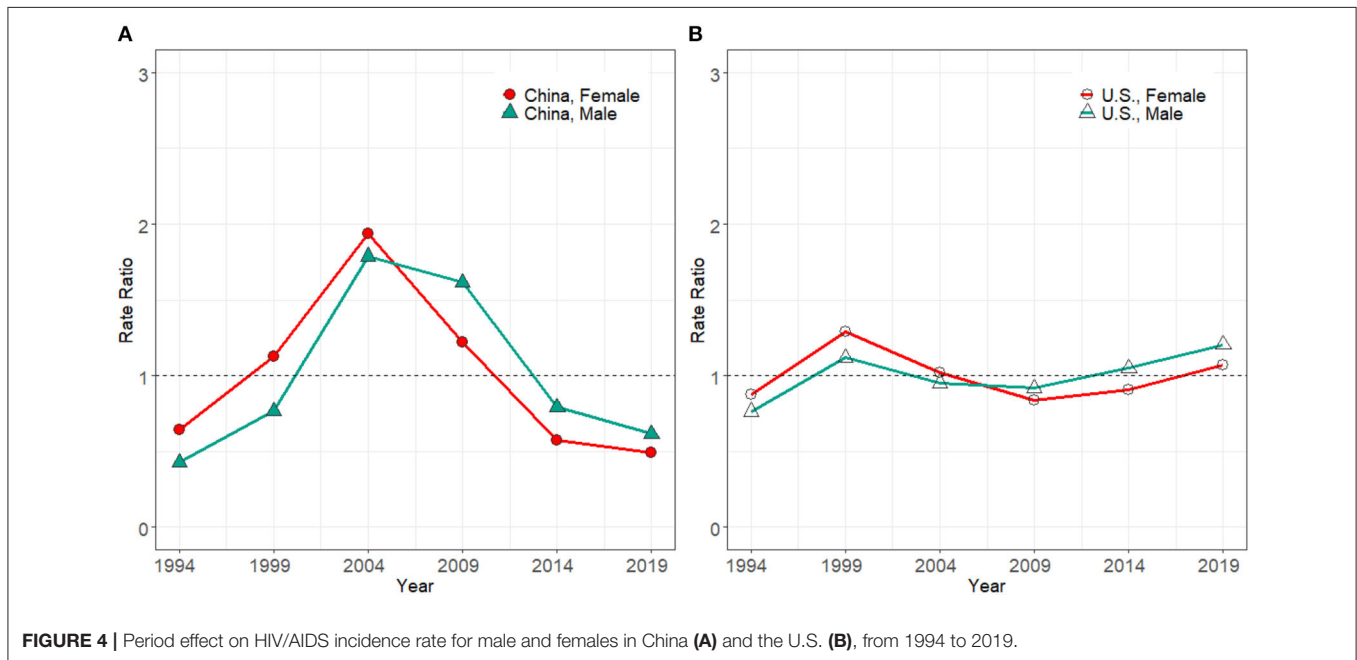 A
3
2
1
0
Rate Ratio
China, Female
China, Male
1994 1999 2004 2009 2014 2019
Year
B
3
2
1
0
Rate Ratio
U.S., Female
U.S., Male
1994 1999 2004 2009 2014 2019
Year
FIGURE 4 | Period effect on HIV/AIDS incidence rate for male and females in China (A) and the U.S. (B), from 1994 to 2019.